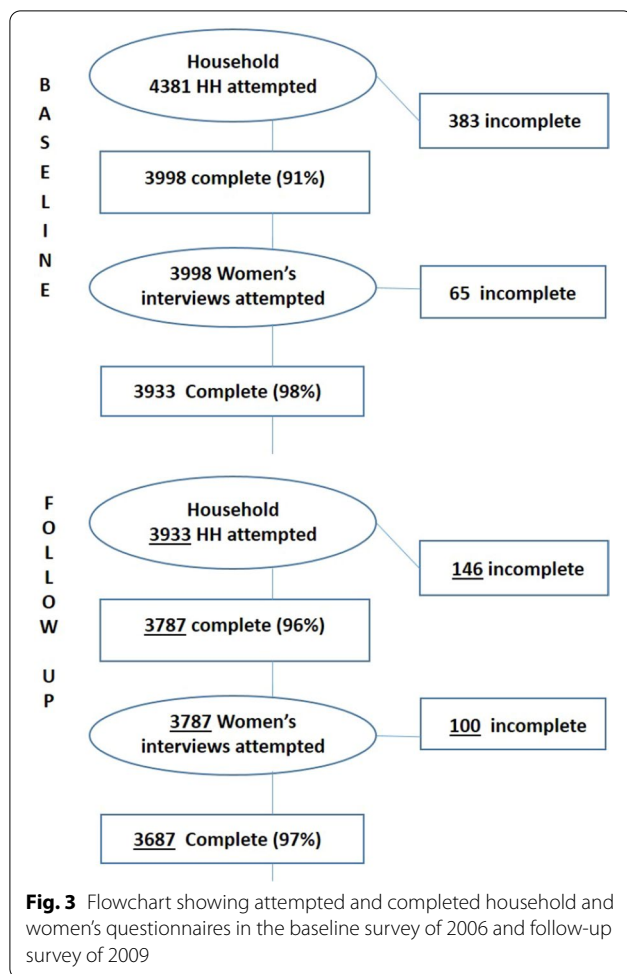 BASELINE
Household
4381 HH attempted
383 incomplete
3998 complete (91%)
3998 Women's
interviews attempted
65 incomplete
3933 Complete (98%)
FOLLOW UP
Household
3933 HH attempted
146 incomplete
3787 complete (96%)
3787 Women's
interviews attempted
100 incomplete
3687 Complete (97%)
Fig. 3 Flowchart showing attempted and completed household and
women's questionnaires in the baseline survey of 2006 and follow-up
survey of 2009